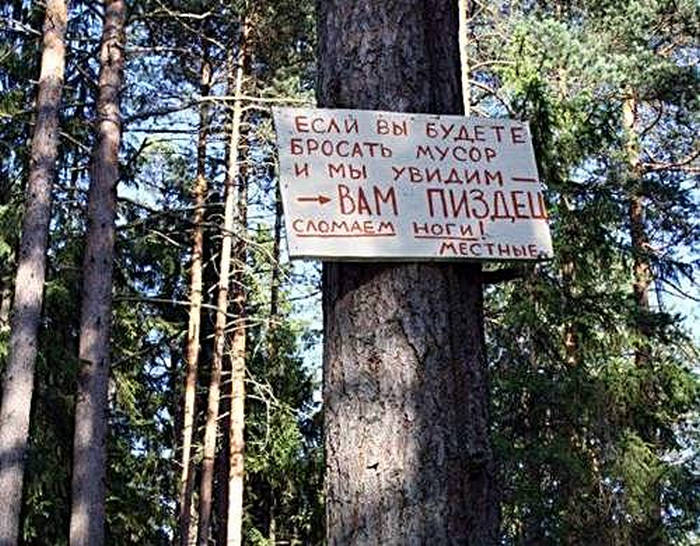 ЕСЛИ ВЫ БУДЕТЕ
БРОСАТЬ МУСОР
И МЫ УВИДИМ —
→ ВАМ ПИЗДЕЦ
СЛОМАЕМ НОГИ!
МЕСТНЫЕ.